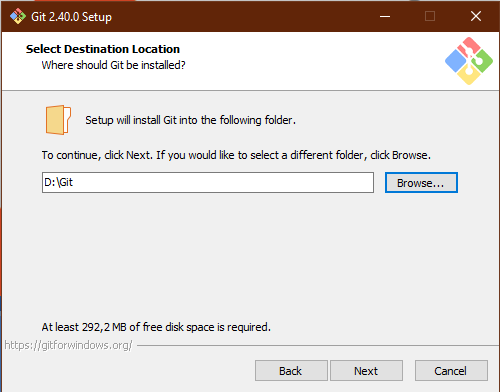 Git 2.40.0 Setup
Select Destination Location
Where should Git be installed?
Setup will install Git into the following folder.
To continue, click Next. If you would like to select a different folder, click Browse.
D:\Git
Browse...
At least 292,2 MB of free disk space is required.
https://gitforwindows.org/
Back
Next
Cancel